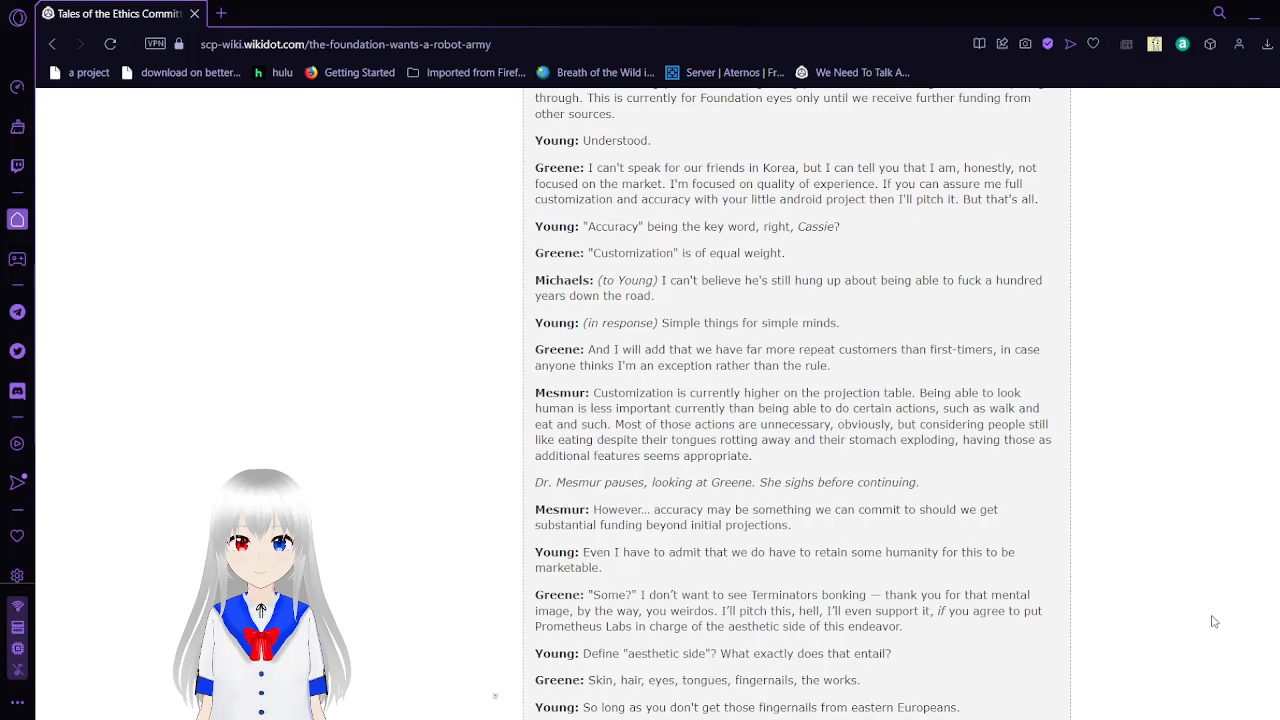 Tales of the Ethics Committ
VPN
scp-wiki.wikidot.com/the-foundation-wants-a-robot-army
a project
download on better...
hulu
Getting Started
Imported from Firef...
Breath of the Wild i...
Server | Aternos | Fr...
We Need To Talk A...
through. This is currently for Foundation eyes only until we receive further funding from
other sources.
Young: Understood.
Greene: I can't speak for our friends in Korea, but I can tell you that I am, honestly, not
focused on the market. I'm focused on quality of experience. If you can assure me full
customization and accuracy with your little android project then I'll pitch it. But that's all.
Young: "Accuracy" being the key word, right, Cassie?
Greene: "Customization" is of equal weight.
Michaels: (to Young) I can't believe he's still hung up about being able to fuck a hundred
years down the road.
Young: (in response) Simple things for simple minds.
Greene: And I will add that we have far more repeat customers than first-timers, in case
anyone thinks I'm an exception rather than the rule.
Mesmur: Customization is currently higher on the projection table. Being able to look
human is less important currently than being able to do certain actions, such as walk and
eat and such. Most of those actions are unnecessary, obviously, but considering people still
like eating despite their tongues rotting away and their stomach exploding, having those as
additional features seems appropriate.
Dr. Mesmur pauses, looking at Greene. She sighs before continuing.
Mesmur: However... accuracy may be something we can commit to should we get
substantial funding beyond initial projections.
Young: Even I have to admit that we do have to retain some humanity for this to be
marketable.
Greene: "Some?" I don't want to see Terminators bonking — thank you for that mental
image, by the way, you weirdos. I'll pitch this, hell, I'll even support it, if you agree to put
Prometheus Labs in charge of the aesthetic side of this endeavor.
Young: Define "aesthetic side"? What exactly does that entail?
Greene: Skin, hair, eyes, tongues, fingernails, the works.
Young: So long as you don't get those fingernails from eastern Europeans.